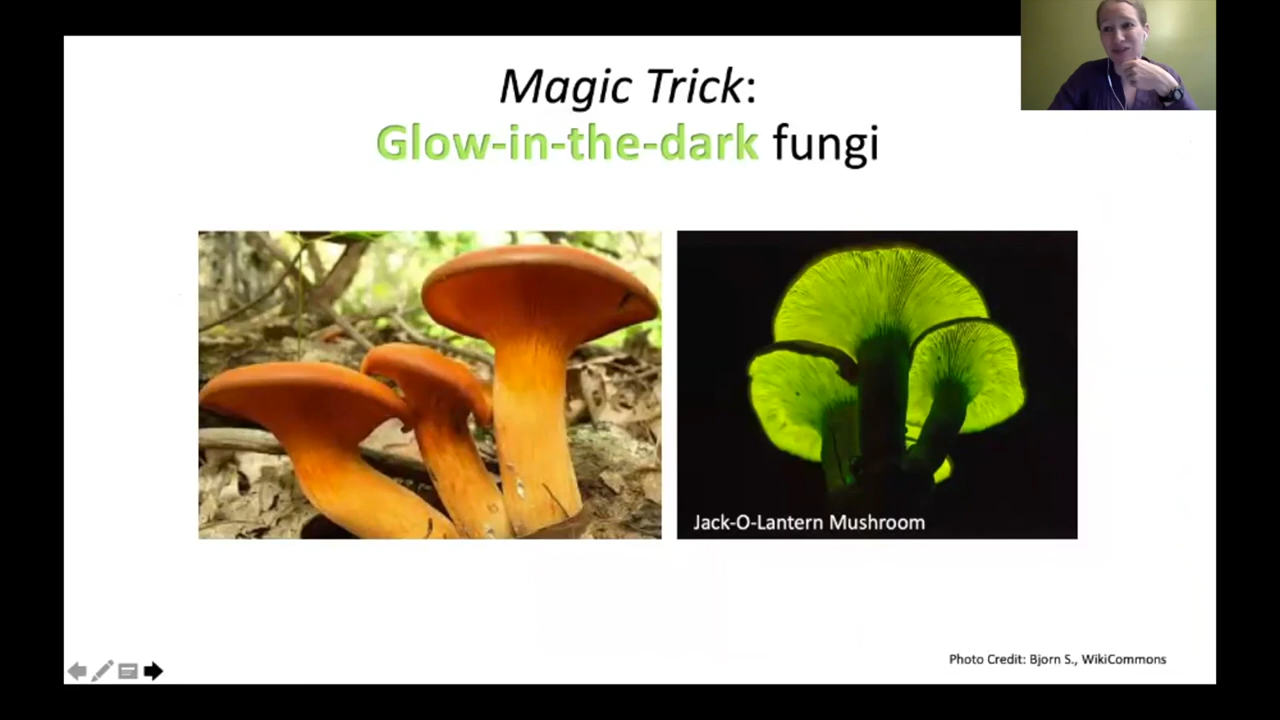 Magic Trick:
Glow-in-the-dark fungi
Jack-O-Lantern Mushroom
Photo Credit: Bjorn S., WikiCommons